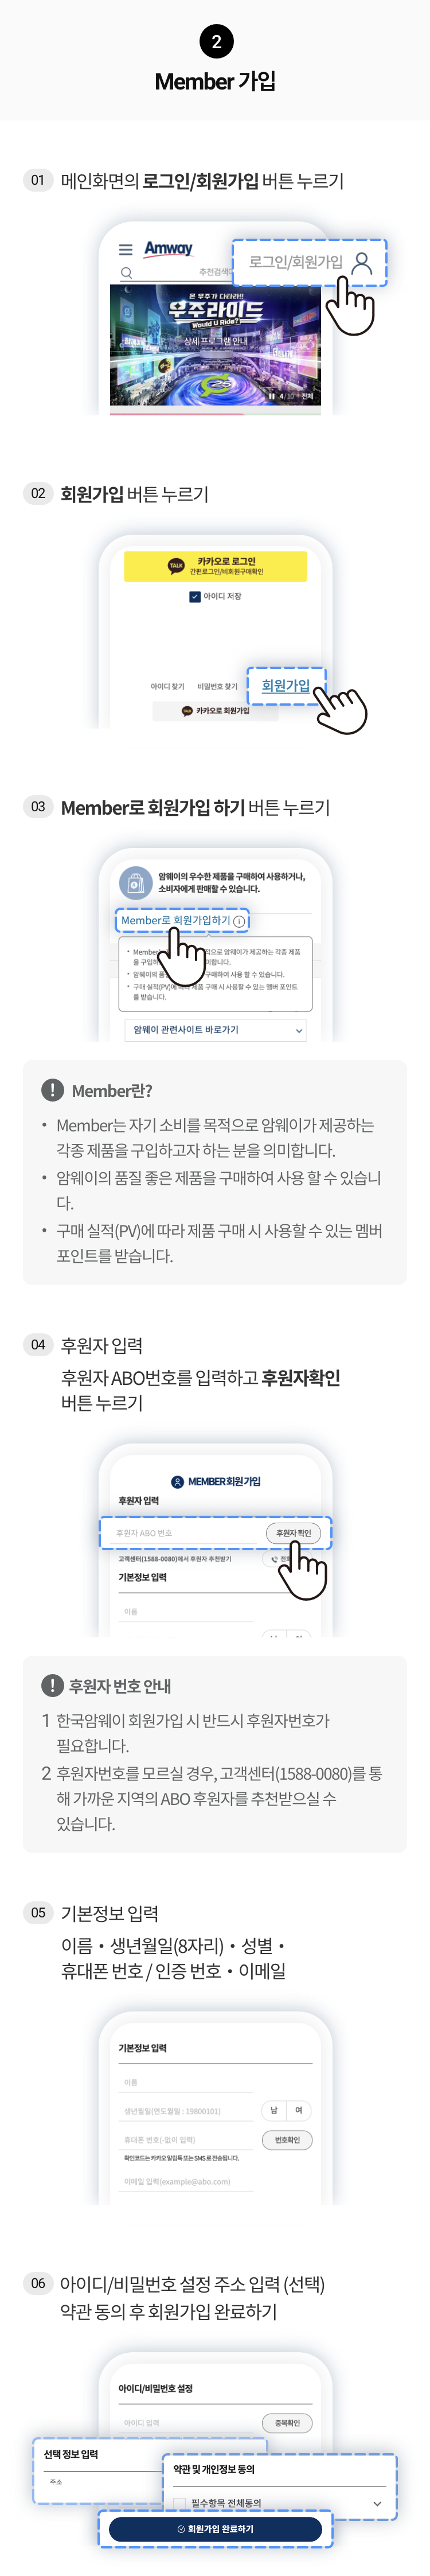 2
Member 가입
01 메인화면의 로그인/회원가입 버튼 누르기
Amway
로그인/회원가입
추천검색어
본 부주가 다타라!!
우주라이드
Would U Ride?
상세 프로그램 안내
4/10 전체
02 회원가입 버튼 누르기
TALK 카카오로 로그인
간편로그인/비회원구매확인
아이디 저장
아이디 찾기 비밀번호 찾기 회원가입
TALK 카카오로 회원가입
03 Member로 회원가입 하기 버튼 누르기
암웨이의 우수한 제품을 구매하여 사용하거나,
소비자에게 판매할 수 있습니다.
Member로 회원가입하기
• Member 으로 암웨이가 제공하는 각종 제품
을 구입하 미합니다.
• 암웨이의 품 구매하여 사용 할 수 있습니다.
• 구매 실적(PV)에 따라 제품 구매 시 사용할 수 있는 멤버 포인트
를 받습니다.
암웨이 관련사이트 바로가기
! Member란?
• Member는 자기 소비를 목적으로 암웨이가 제공하는
각종 제품을 구입하고자 하는 분을 의미합니다.
• 암웨이의 품질 좋은 제품을 구매하여 사용 할 수 있습니
다.
• 구매 실적(PV)에 따라 제품 구매 시 사용할 수 있는 멤버
포인트를 받습니다.
04 후원자 입력
후원자 ABO번호를 입력하고 후원자확인
버튼 누르기
MEMBER 회원가입
후원자 입력
후원자 ABO 번호 후원자 확인
고객센터(1588-0080)에서 후원자 추천받기
기본정보 입력
이름
! 후원자 번호 안내
1 한국암웨이 회원가입 시 반드시 후원자번호가
필요합니다.
2 후원자번호를 모르실 경우, 고객센터(1588-0080)를 통
해 가까운 지역의 ABO 후원자를 추천받으실 수
있습니다.
05 기본정보 입력
이름 • 생년월일(8자리) • 성별 •
휴대폰 번호 / 인증 번호 • 이메일
기본정보 입력
이름
생년월일(연도월일 : 19800101) 남 여
휴대폰 번호(-없이 입력) 번호확인
확인코드는 카카오 알림톡 또는 SMS로 전송됩니다.
이메일 입력(example@abo.com)
06 아이디/비밀번호 설정 주소 입력 (선택)
약관 동의 후 회원가입 완료하기
아이디/비밀번호 설정
아이디 입력 중복확인
선택 정보 입력
주소
약관 및 개인정보 동의
필수항목 전체동의
회원가입 완료하기